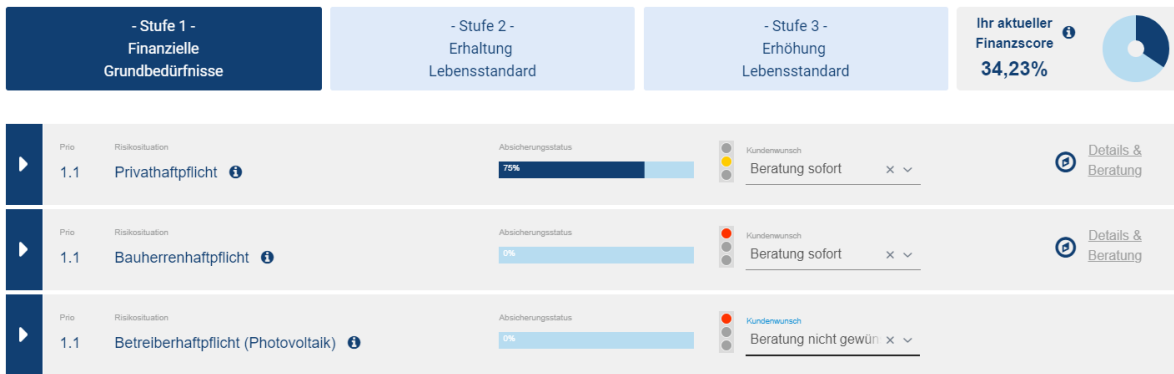 - Stufe 1 -
Finanzielle
Grundbedürfnisse
- Stufe 2 -
Erhaltung
Lebensstandard
- Stufe 3 -
Erhöhung
Lebensstandard
Ihr aktueller
Finanzscore
34,23%
Prio Risikosituation Absicherungsstatus Kundenwunsch
1.1 Privathaftpflicht 75% Beratung sofort Details &
Beratung
Prio Risikosituation Absicherungsstatus Kundenwunsch
1.1 Bauherrenhaftpflicht 0% Beratung sofort Details &
Beratung
Prio Risikosituation Absicherungsstatus Kundenwunsch
1.1 Betreiberhaftpflicht (Photovoltaik) 0% Beratung nicht gewün